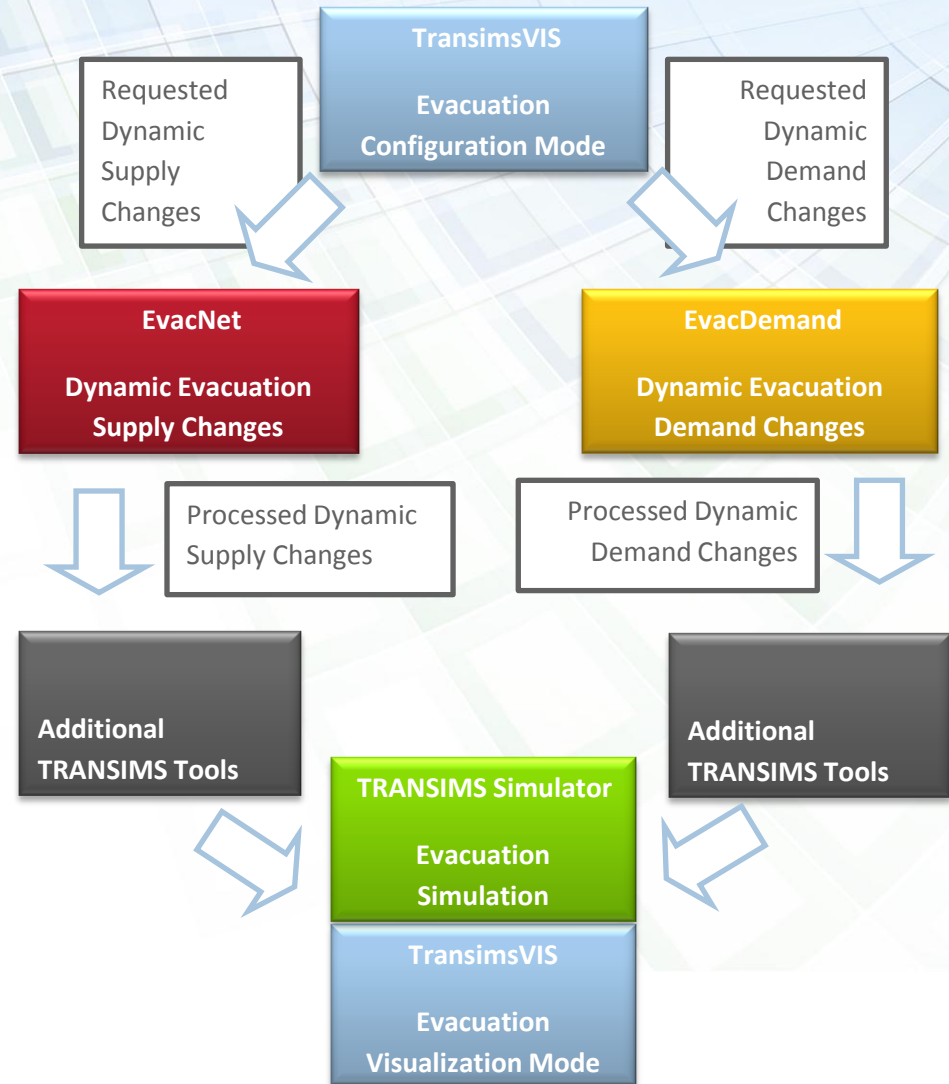 TransimsVIS
Evacuation
Configuration Mode
Requested
Dynamic
Supply
Changes
Requested
Dynamic
Demand
Changes
EvacNet
Dynamic Evacuation
Supply Changes
EvacDemand
Dynamic Evacuation
Demand Changes
Processed Dynamic
Supply Changes
Processed Dynamic
Demand Changes
Additional
TRANSIMS Tools
Additional
TRANSIMS Tools
TRANSIMS Simulator
Evacuation
Simulation
TransimsVIS
Evacuation
Visualization Mode